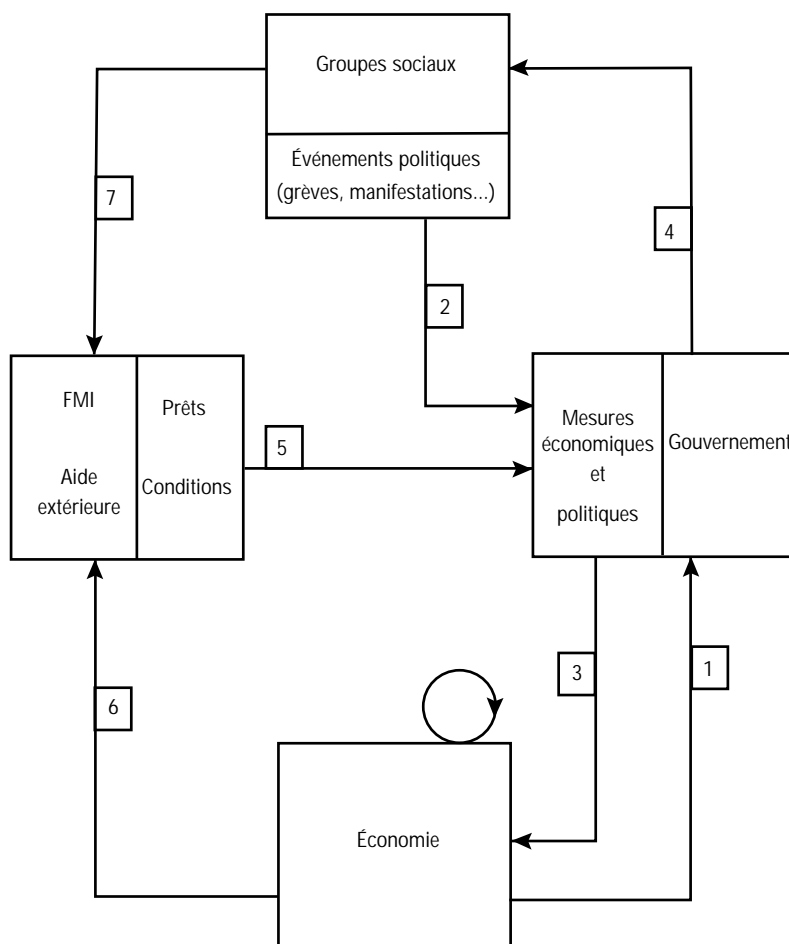 Groupes sociaux
Événements politiques
(grèves, manifestations...)
7
4
2
FMI
Aide
extérieure
Prêts
Conditions
5
Mesures
économiques
et
politiques
Gouvernement
3
1
6
Économie